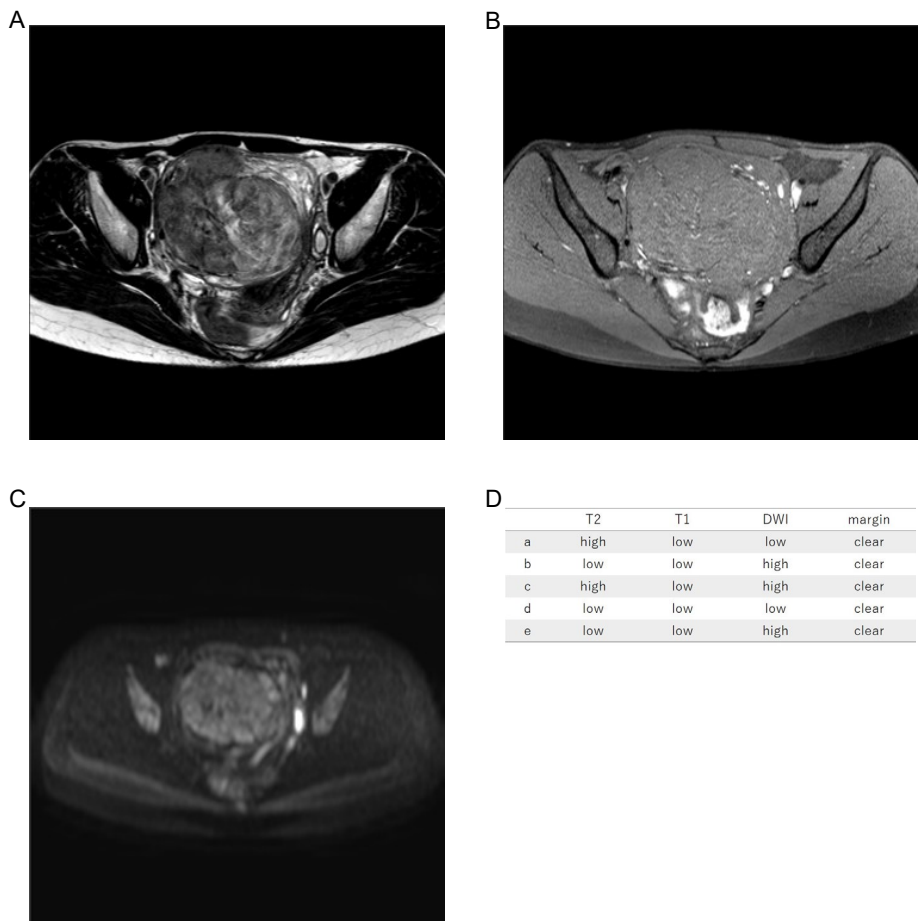 A
B
C
D
T2 T1 DWI margin
a high low low clear
b low low high clear
c high low high clear
d low low low clear
e low low high clear